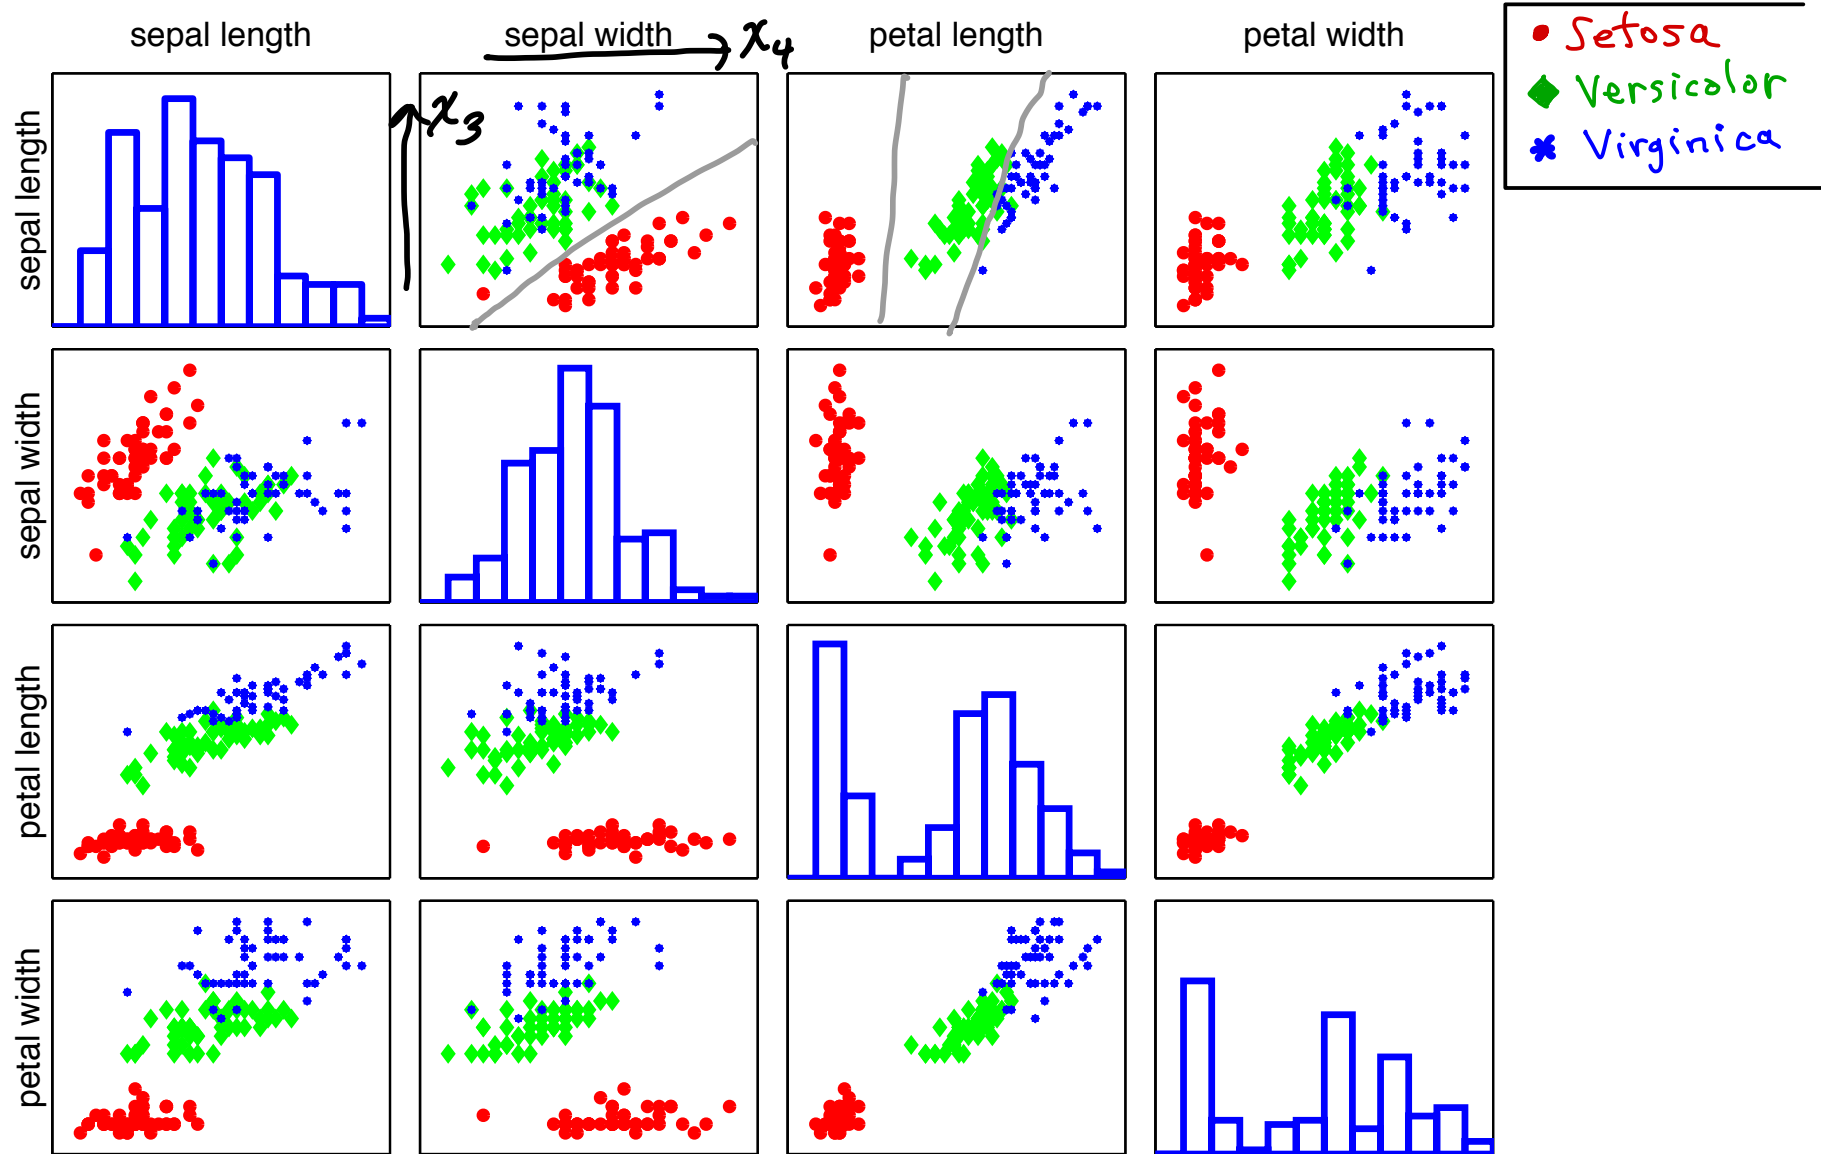 sepal length
sepal width
petal length
petal width
x₄
x₃
Setosa
Versicolor
Virginica
sepal length
sepal width
petal length
petal width